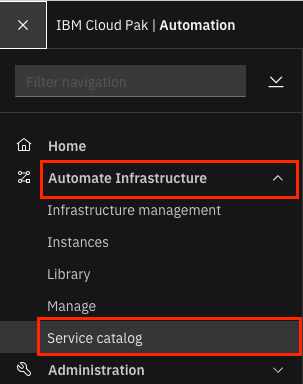 IBM Cloud Pak | Automation
Filter navigation
Home
Automate Infrastructure
Infrastructure management
Instances
Library
Manage
Service catalog
Administration